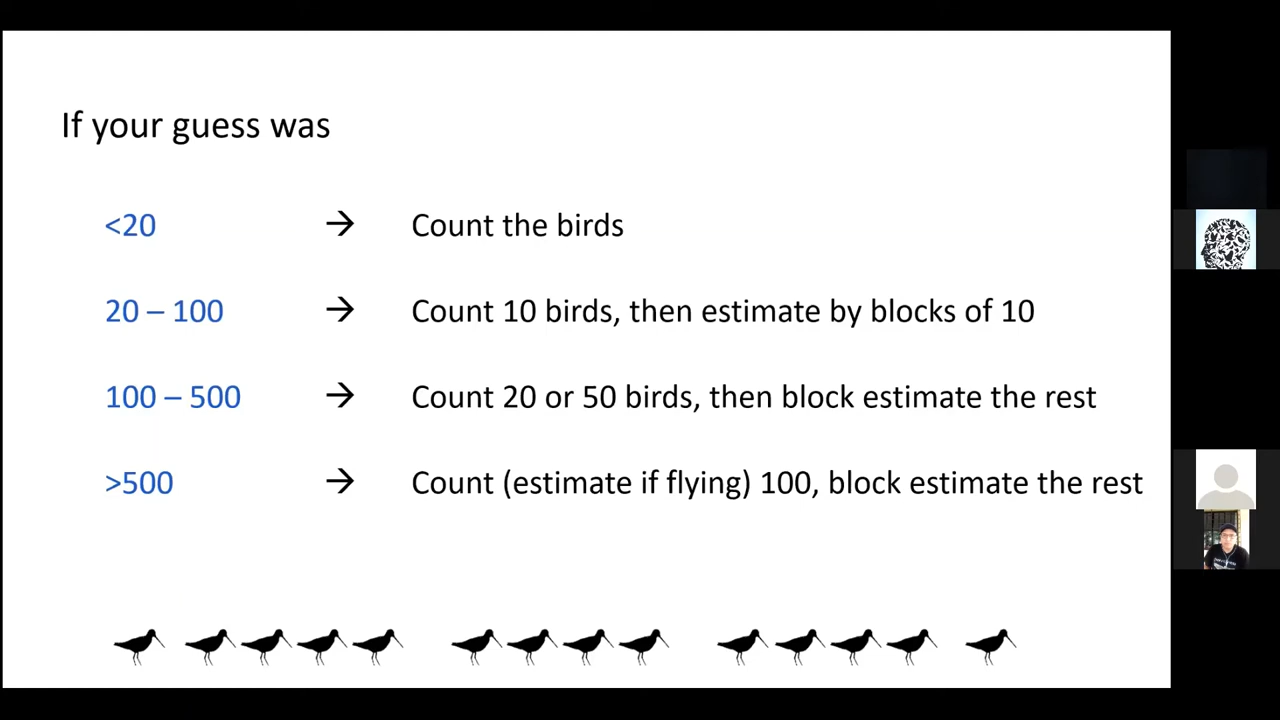 If your guess was
<20 → Count the birds
20 – 100 → Count 10 birds, then estimate by blocks of 10
100 – 500 → Count 20 or 50 birds, then block estimate the rest
>500 → Count (estimate if flying) 100, block estimate the rest